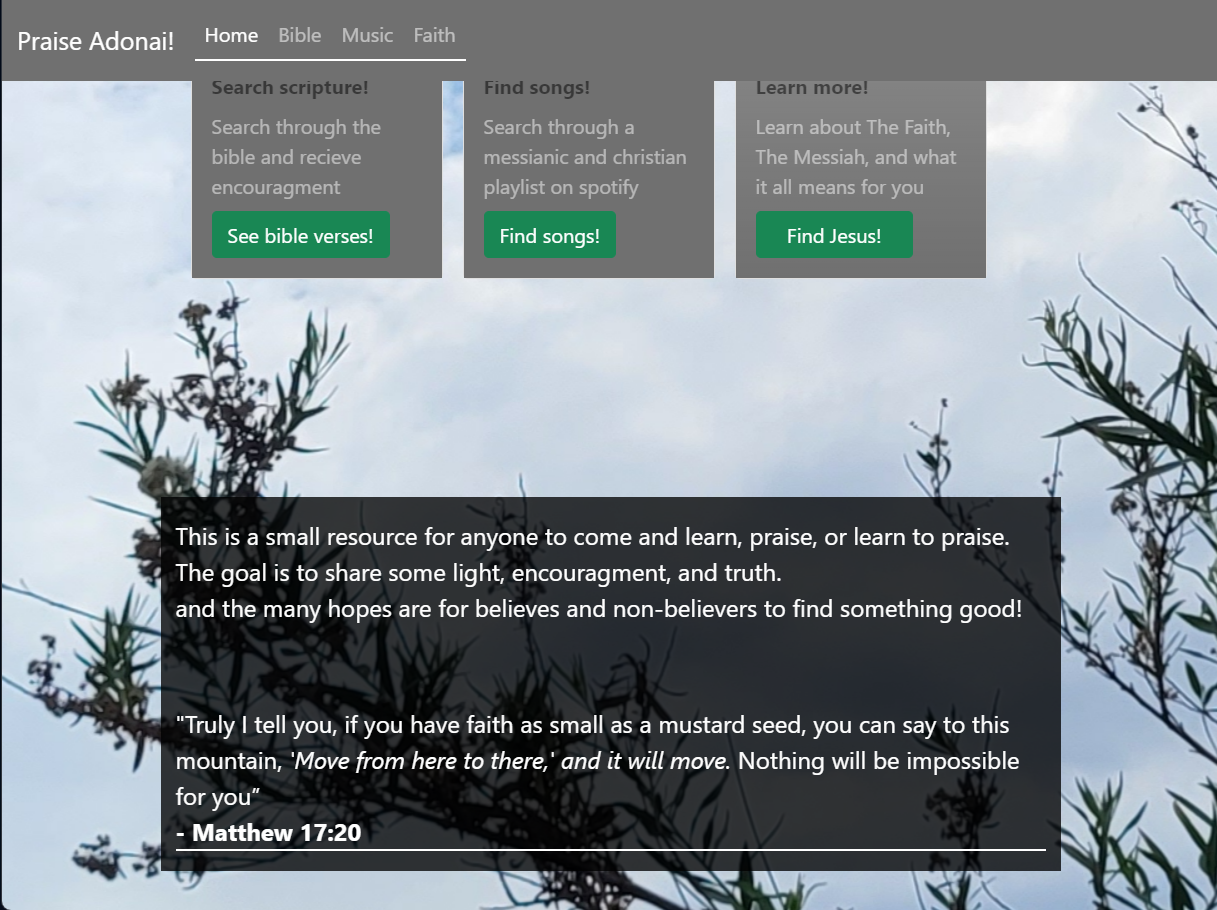 Praise Adonai!
Home Bible Music Faith
Search scripture!
Search through the
bible and recieve
encouragment
See bible verses!
Find songs!
Search through a
messianic and christian
playlist on spotify
Find songs!
Learn more!
Learn about The Faith,
The Messiah, and what
it all means for you
Find Jesus!
This is a small resource for anyone to come and learn, praise, or learn to praise.
The goal is to share some light, encouragment, and truth.
and the many hopes are for believes and non-believers to find something good!
"Truly I tell you, if you have faith as small as a mustard seed, you can say to this
mountain, 'Move from here to there,' and it will move. Nothing will be impossible
for you”
- Matthew 17:20